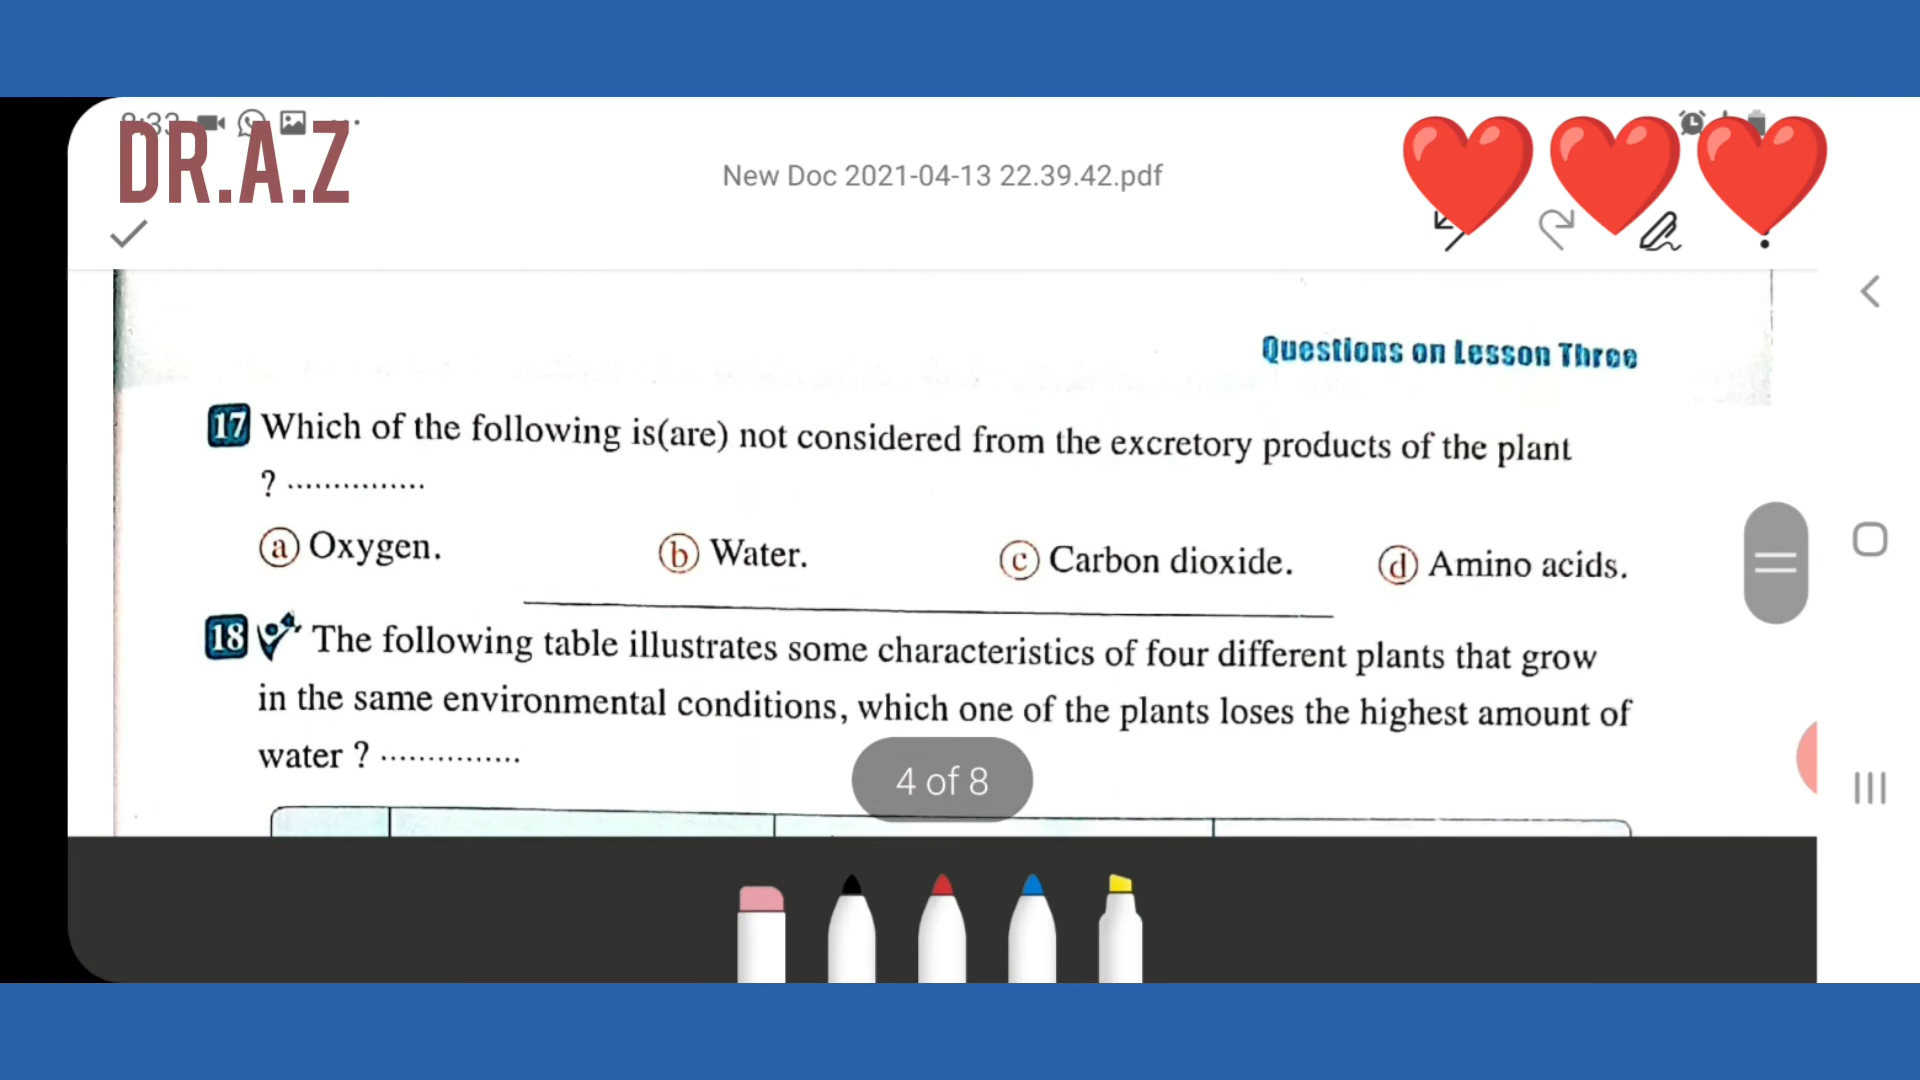 DR.A.Z
New Doc 2021-04-13 22.39.42.pdf
Questions on Lesson Three
17 Which of the following is(are) not considered from the excretory products of the plant
? ...............
a Oxygen. b Water. c Carbon dioxide. d Amino acids.
18 The following table illustrates some characteristics of four different plants that grow
in the same environmental conditions, which one of the plants loses the highest amount of
water ? ...............
4 of 8